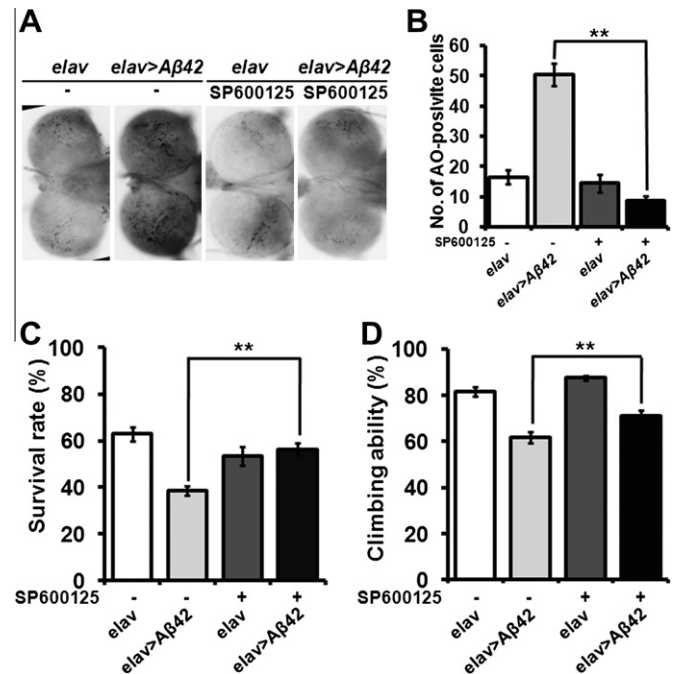 A
elav elav>Aβ42 elav elav>Aβ42
- - SP600125 SP600125
B
No. of AO-posivite cells
60
50
40
30
20
10
0
**
SP600125 - - + +
elav elav>Aβ42 elav elav>Aβ42
C
Survival rate (%)
100
80
60
40
20
0
**
SP600125 - - + +
elav elav>Aβ42 elav elav>Aβ42
D
Climbing ability (%)
100
80
60
40
20
0
**
SP600125 - - + +
elav elav>Aβ42 elav elav>Aβ42